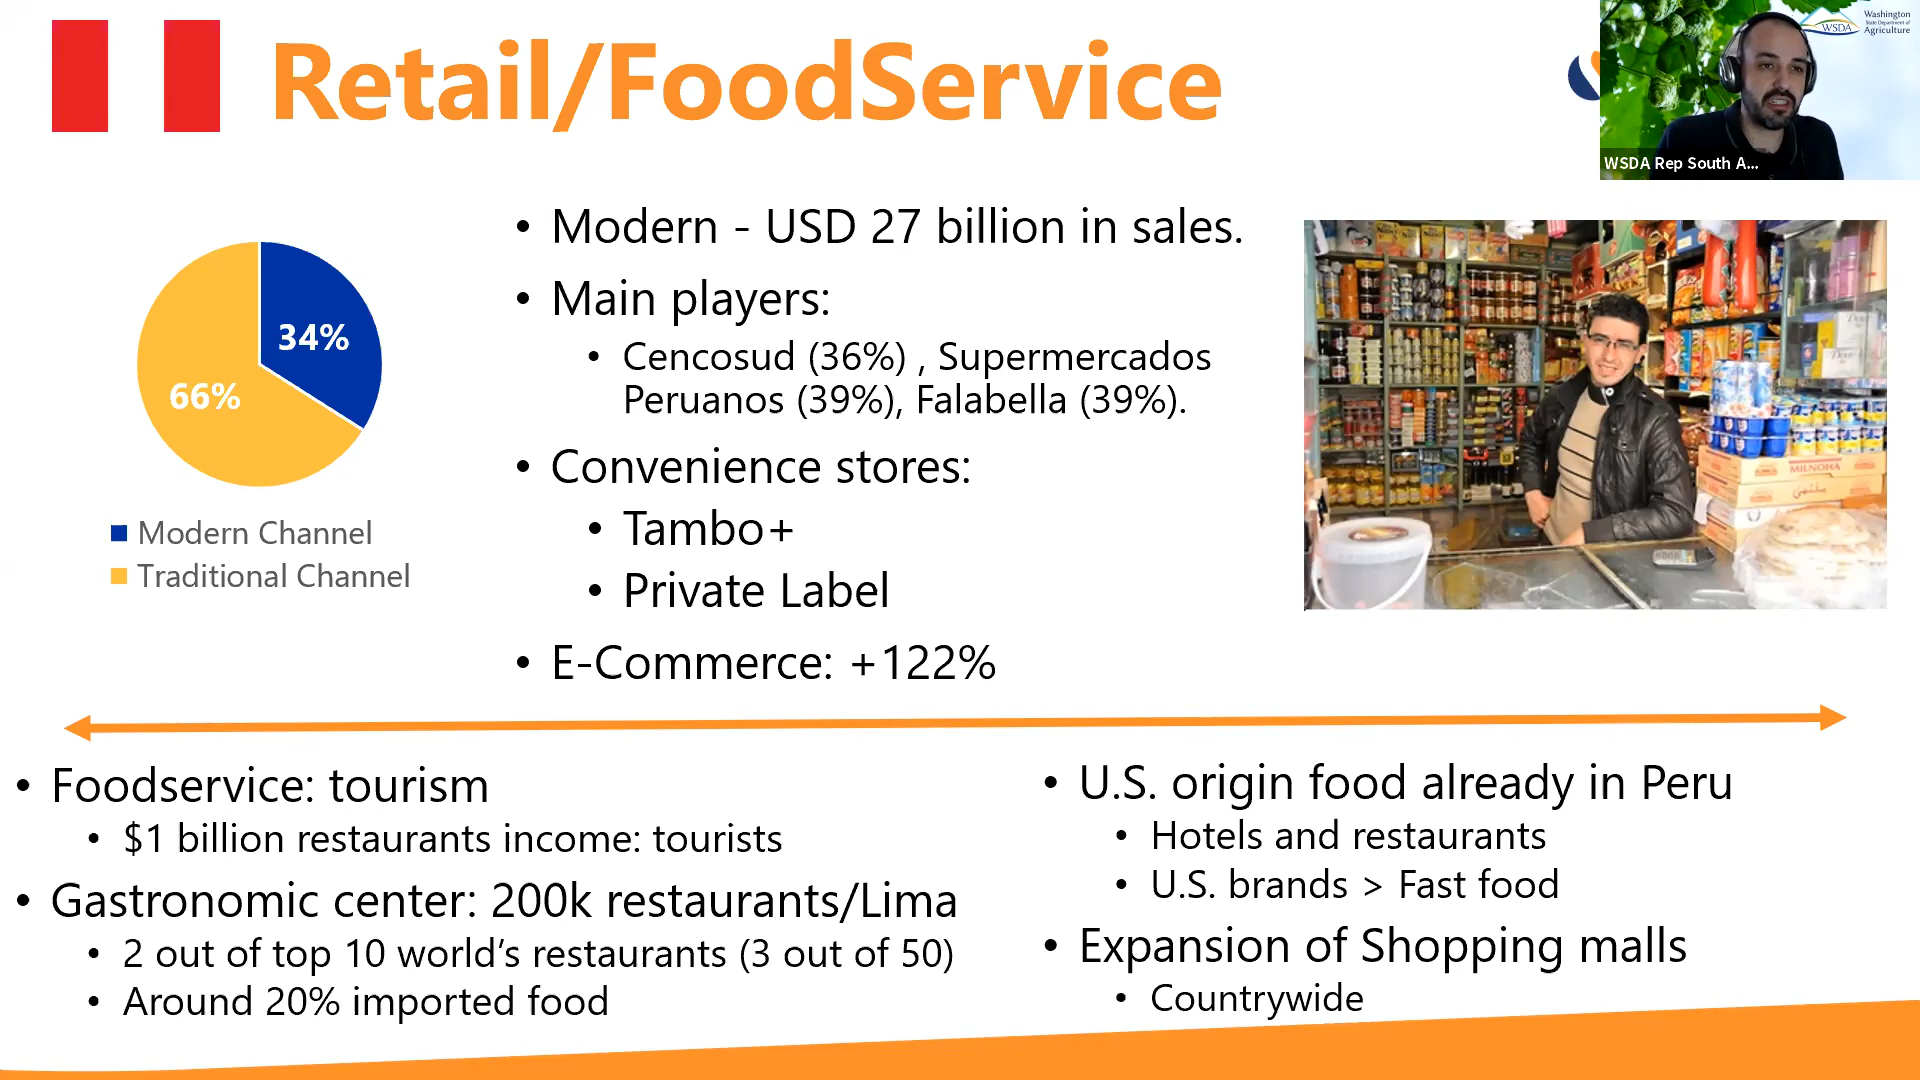 Retail/FoodService
WSDA
Washington
State Department of
Agriculture
WSDA Rep South A...
34%
66%
Modern Channel
Traditional Channel
• Modern - USD 27 billion in sales.
• Main players:
• Cencosud (36%) , Supermercados
Peruanos (39%), Falabella (39%).
• Convenience stores:
• Tambo+
• Private Label
• E-Commerce: +122%
MILNOHA
• Foodservice: tourism
• $1 billion restaurants income: tourists
• Gastronomic center: 200k restaurants/Lima
• 2 out of top 10 world’s restaurants (3 out of 50)
• Around 20% imported food
• U.S. origin food already in Peru
• Hotels and restaurants
• U.S. brands > Fast food
• Expansion of Shopping malls
• Countrywide